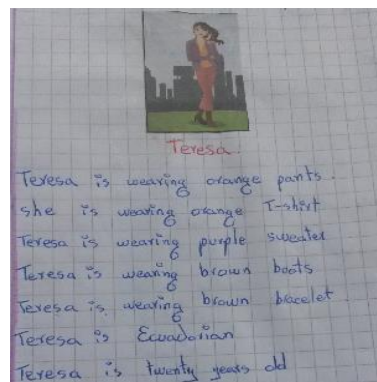 Teresa
Teresa is wearing orange pants.
she is wearing orange T-shirt
Teresa is wearing purple sweater
Teresa is wearing brown boots
Teresa is wearing brown bracelet.
Teresa is Ecuadorian
Teresa is twenty years old